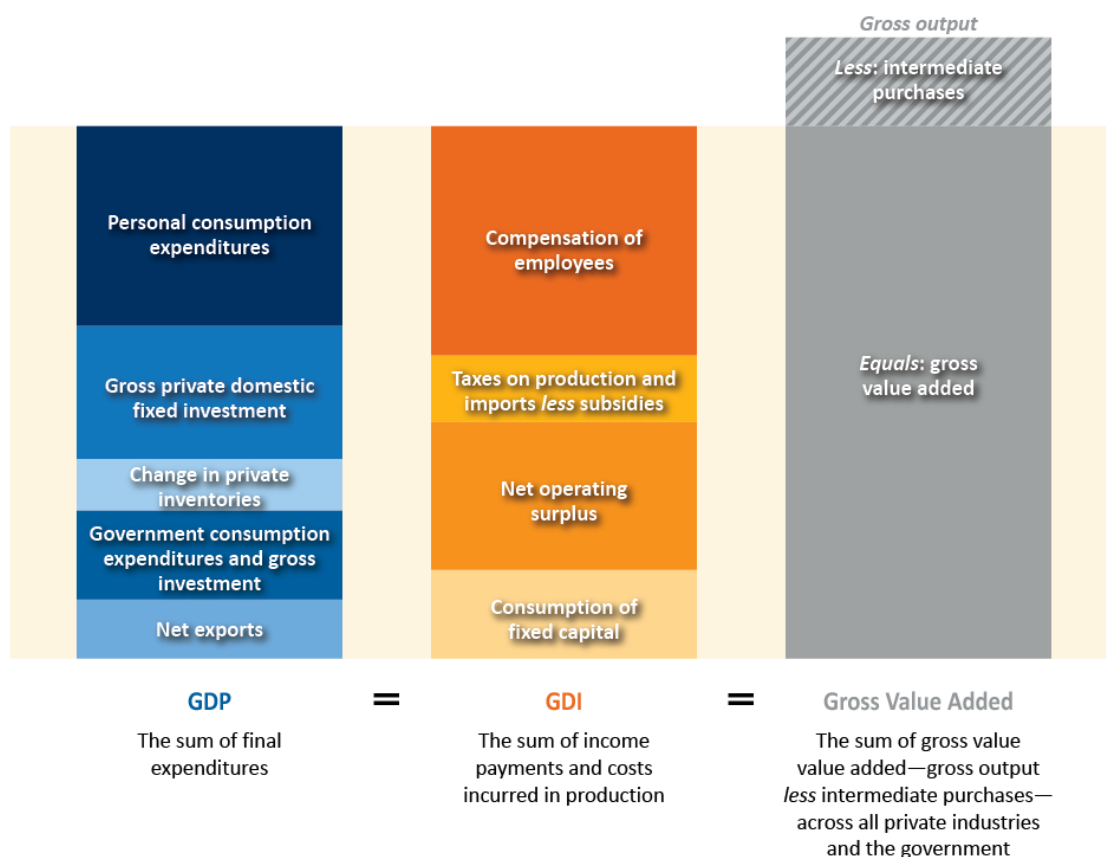 Gross output
Less: intermediate
purchases
Personal consumption
expenditures
Gross private domestic
fixed investment
Change in private
inventories
Government consumption
expenditures and gross
investment
Net exports
Compensation of
employees
Taxes on production and
imports less subsidies
Net operating
surplus
Consumption of
fixed capital
Equals: gross
value added
GDP
=
GDI
=
Gross Value Added
The sum of final
expenditures
The sum of income
payments and costs
incurred in production
The sum of gross value
value added—gross output
less intermediate purchases—
across all private industries
and the government